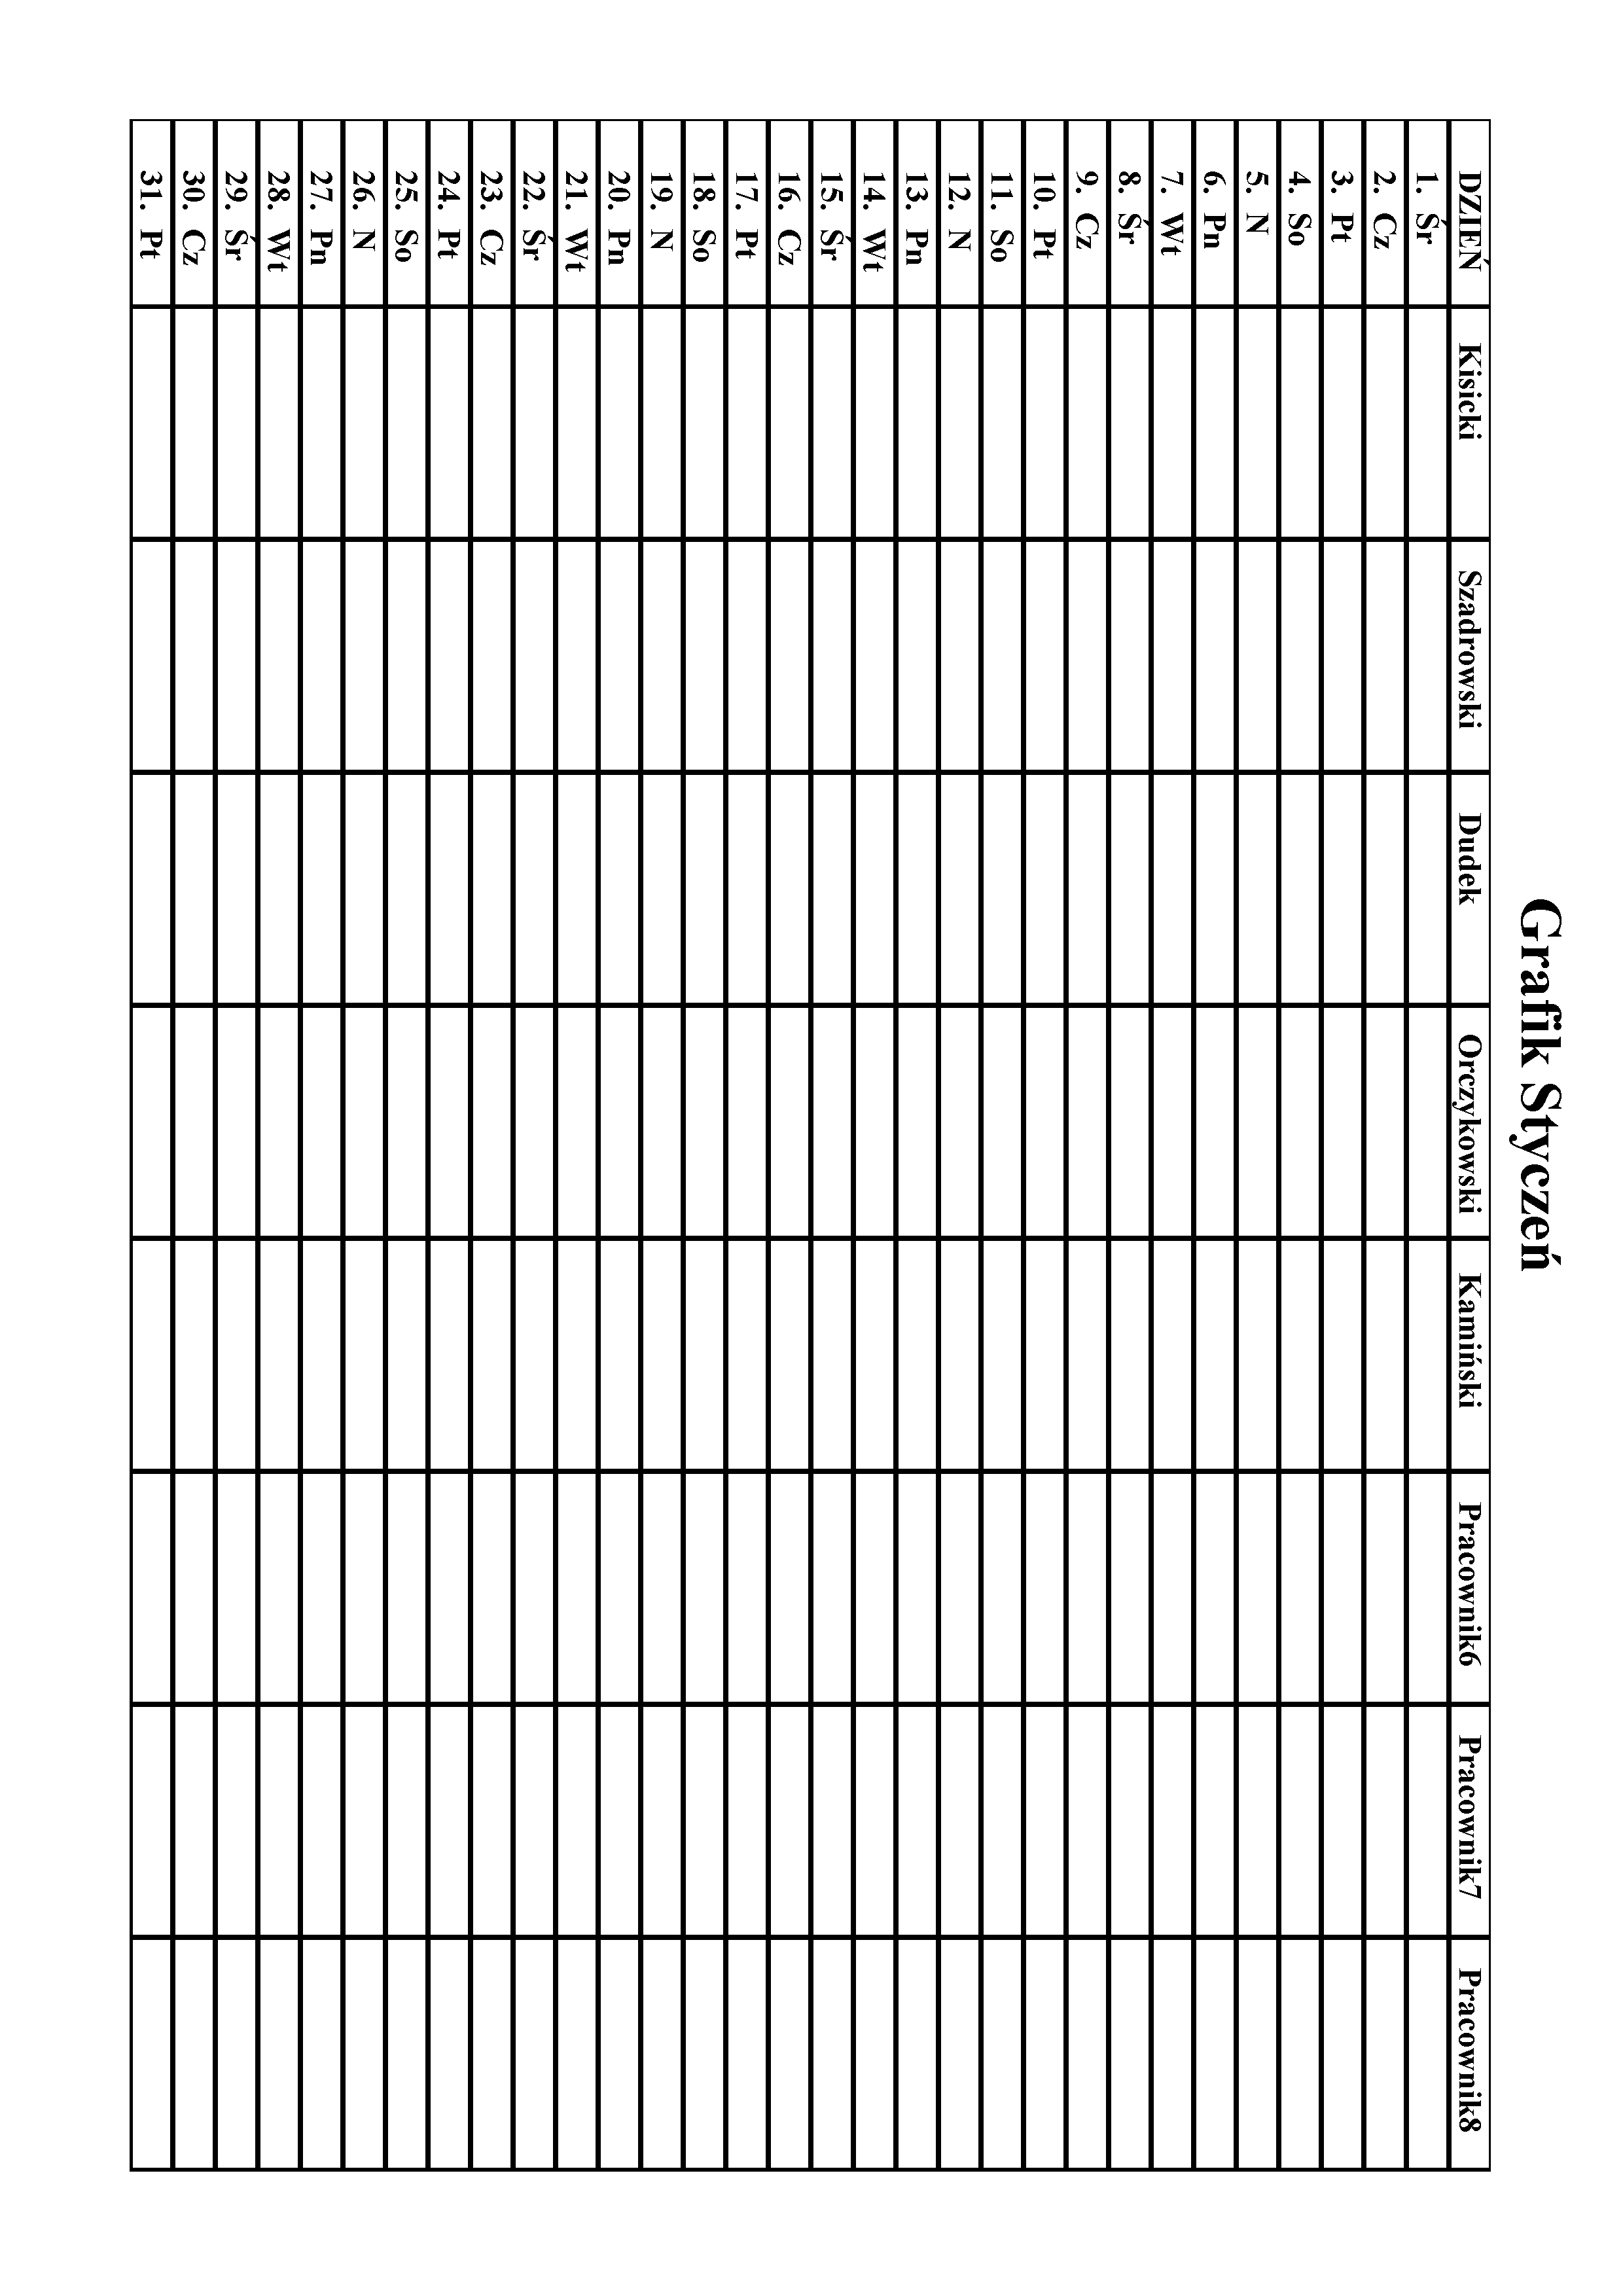 Grafik Styczeń
DZIEŃ Kisicki Szadrowski Dudek Orczykowski Kamiński Pracownik6 Pracownik7 Pracownik8
1. Śr
2. Cz
3. Pt
4. So
5. N
6. Pn
7. Wt
8. Śr
9. Cz
10. Pt
11. So
12. N
13. Pn
14. Wt
15. Śr
16. Cz
17. Pt
18. So
19. N
20. Pn
21. Wt
22. Śr
23. Cz
24. Pt
25. So
26. N
27. Pn
28. Wt
29. Śr
30. Cz
31. Pt